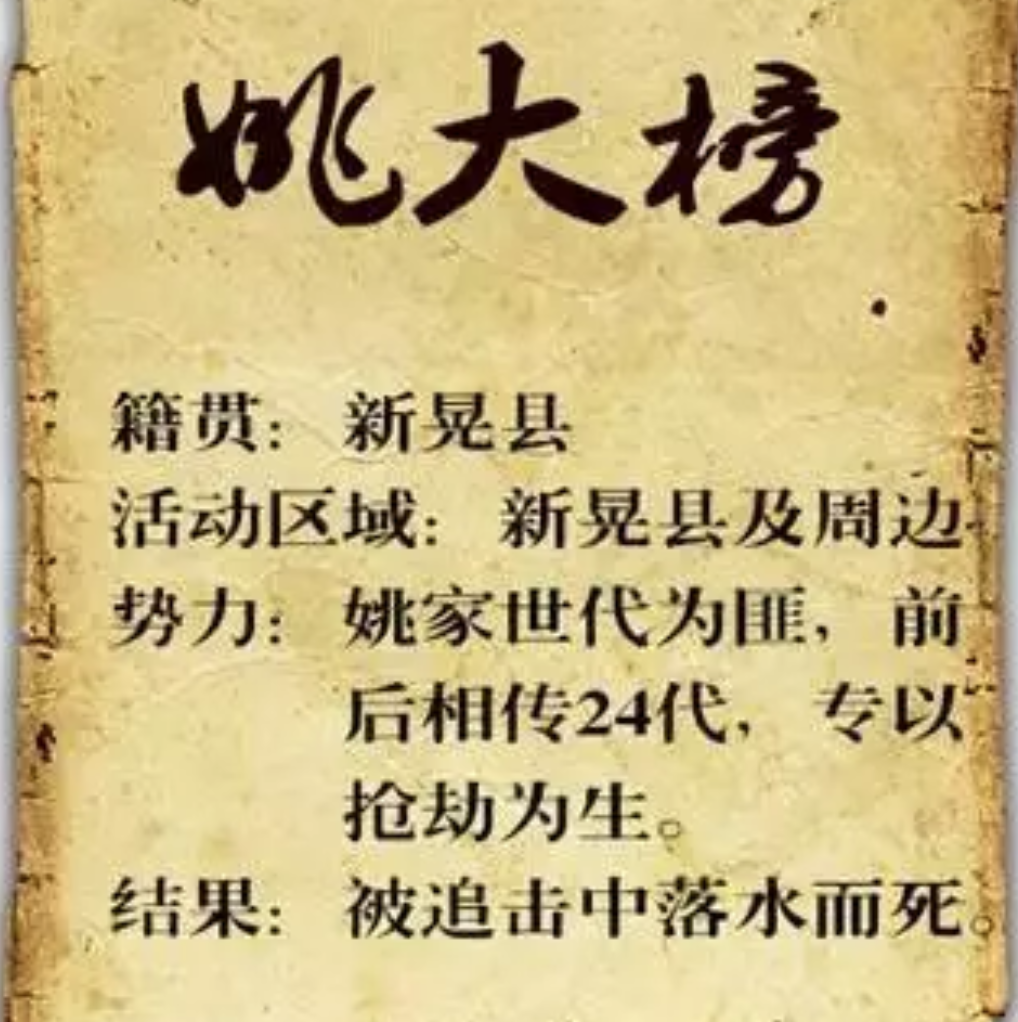 姚大榜
籍贯：新晃县
活动区域：新晃县及周边
势力：姚家世代为匪，前
后相传24代，专以
抢劫为生。
结果：被追击中落水而死。